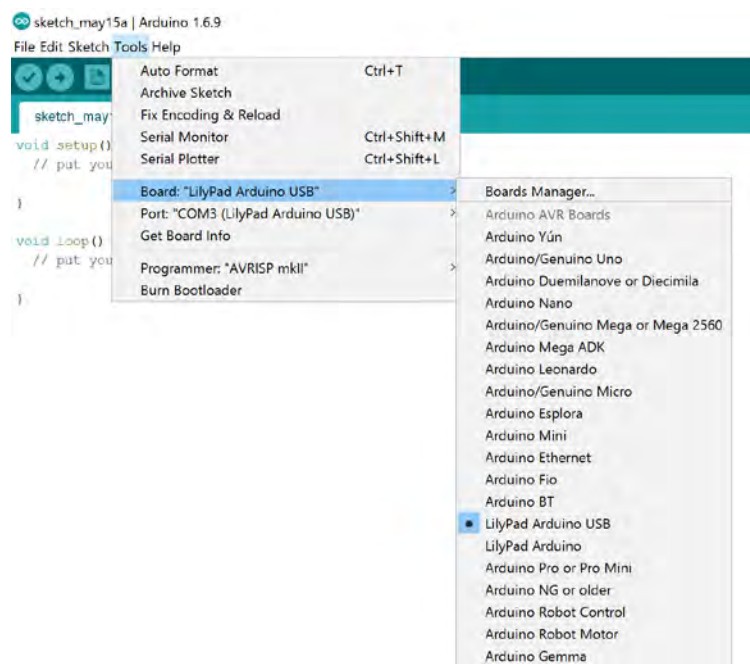 sketch_may15a | Arduino 1.6.9
File Edit Sketch Tools Help
Auto Format Ctrl+T
Archive Sketch
Fix Encoding & Reload
Serial Monitor Ctrl+Shift+M
Serial Plotter Ctrl+Shift+L
Board: "LilyPad Arduino USB"
Port: "COM3 (LilyPad Arduino USB)"
Get Board Info
Programmer: "AVRISP mkII"
Burn Bootloader
sketch_may
void setup()
// put you
}
void loop()
// put you
}
Boards Manager...
Arduino AVR Boards
Arduino Yún
Arduino/Genuino Uno
Arduino Duemilanove or Diecimila
Arduino Nano
Arduino/Genuino Mega or Mega 2560
Arduino Mega ADK
Arduino Leonardo
Arduino/Genuino Micro
Arduino Esplora
Arduino Mini
Arduino Ethernet
Arduino Fio
Arduino BT
LilyPad Arduino USB
LilyPad Arduino
Arduino Pro or Pro Mini
Arduino NG or older
Arduino Robot Control
Arduino Robot Motor
Arduino Gemma